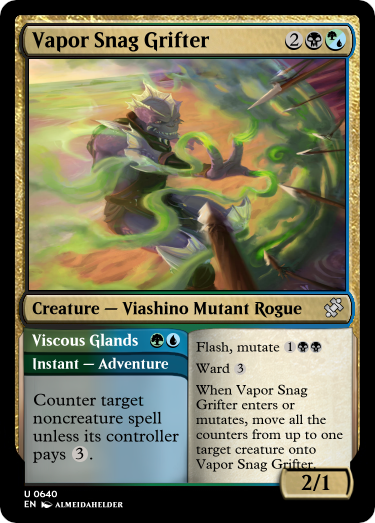 Vapor Snag Grifter 2
Creature — Viashino Mutant Rogue
Viscous Glands
Instant — Adventure
Counter target
noncreature spell
unless its controller
pays 3.
Flash, mutate 1
Ward 3
When Vapor Snag
Grifter enters or
mutates, move all the
counters from up to one
target creature onto
Vapor Snag Grifter.
2/1
U 0640
EN ALMEIDAHELDER